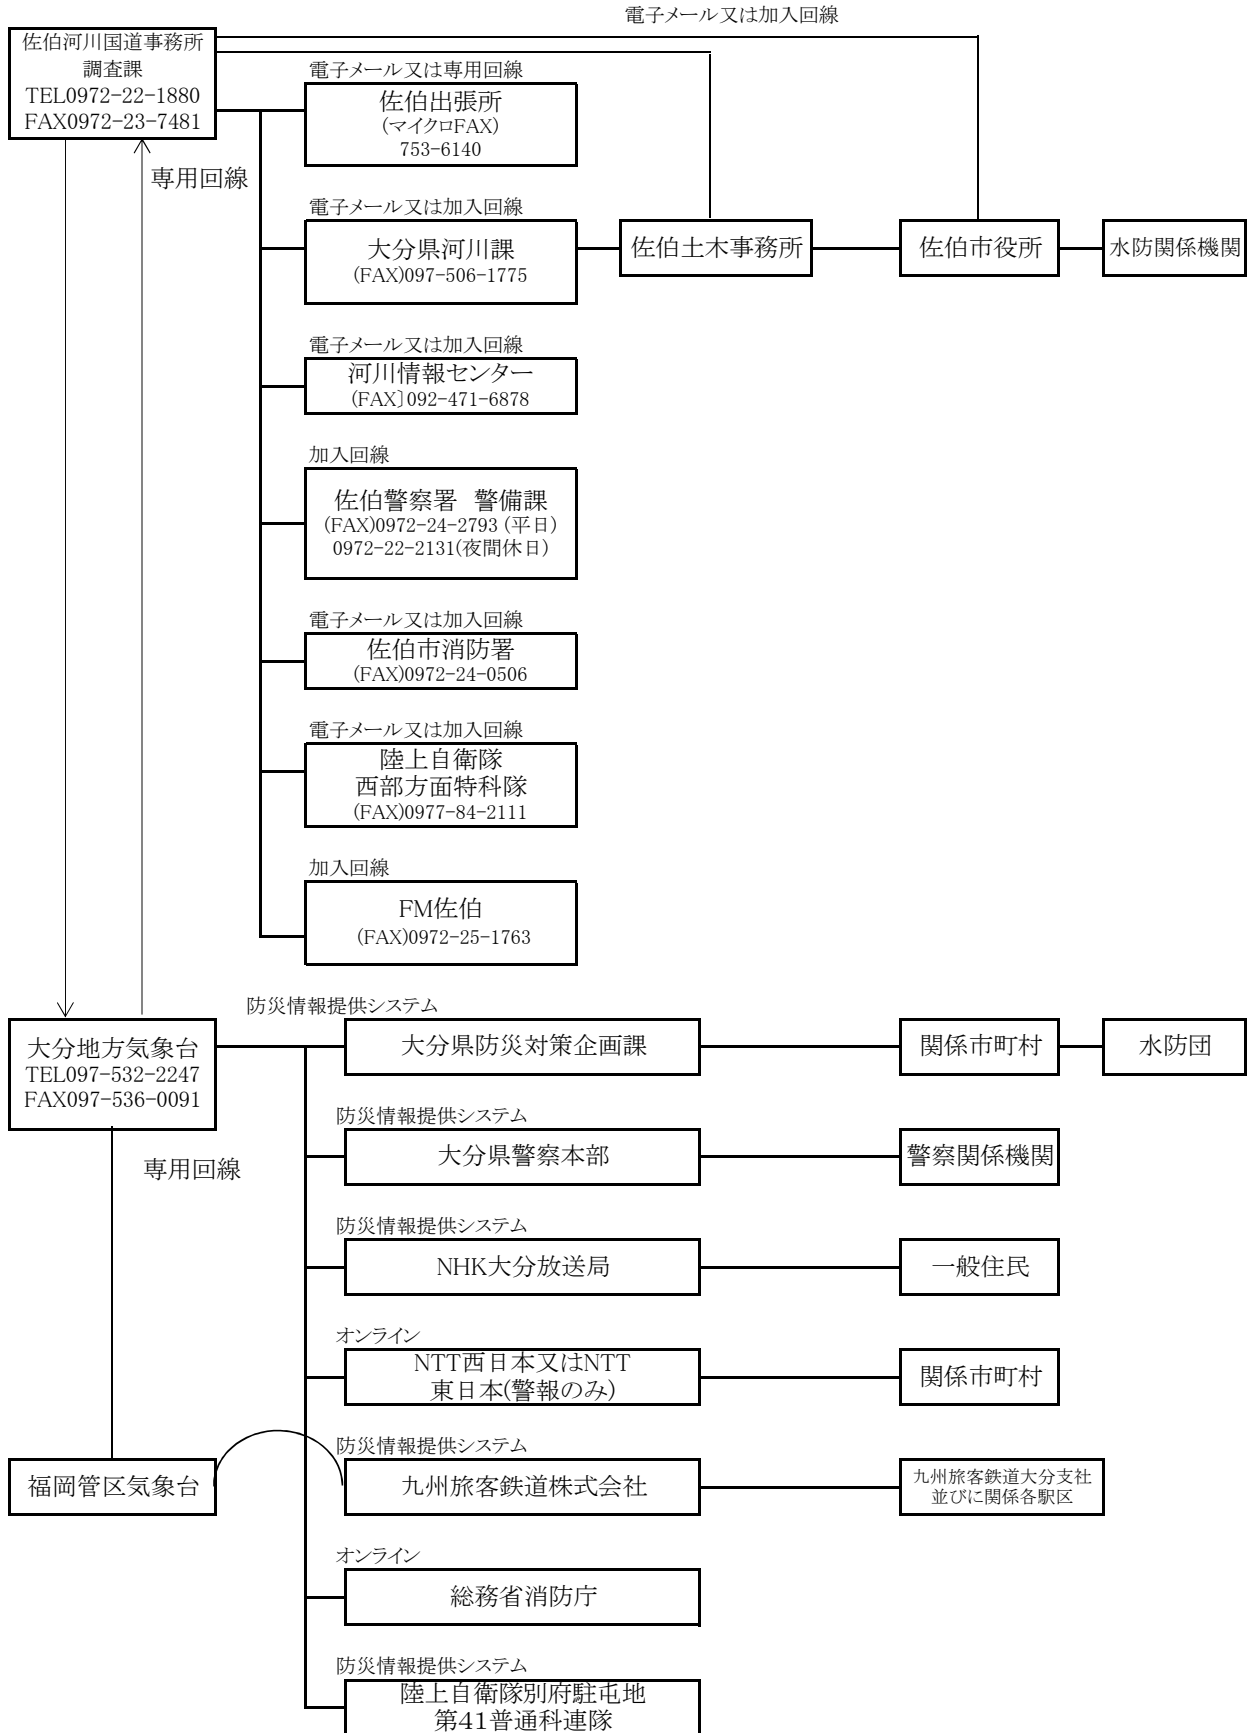 電子メール又は加入回線
佐伯河川国道事務所
調査課
TEL0972-22-1880
FAX0972-23-7481
電子メール又は専用回線
佐伯出張所
(マイクロFAX)
753-6140
専用回線
電子メール又は加入回線
大分県河川課
(FAX)097-506-1775
佐伯土木事務所
佐伯市役所
水防関係機関
電子メール又は加入回線
河川情報センター
(FAX〕092-471-6878
加入回線
佐伯警察署 警備課
(FAX)0972-24-2793 (平日)
0972-22-2131(夜間休日)
電子メール又は加入回線
佐伯市消防署
(FAX)0972-24-0506
電子メール又は加入回線
陸上自衛隊
西部方面特科隊
(FAX)0977-84-2111
加入回線
FM佐伯
(FAX)0972-25-1763
防災情報提供システム
大分地方気象台
TEL097-532-2247
FAX097-536-0091
大分県防災対策企画課
関係市町村
水防団
防災情報提供システム
大分県警察本部
警察関係機関
専用回線
防災情報提供システム
NHK大分放送局
一般住民
オンライン
NTT西日本又はNTT
東日本(警報のみ)
関係市町村
防災情報提供システム
福岡管区気象台
九州旅客鉄道株式会社
九州旅客鉄道大分支社
並びに関係各駅区
オンライン
総務省消防庁
防災情報提供システム
陸上自衛隊別府駐屯地
第41普通科連隊